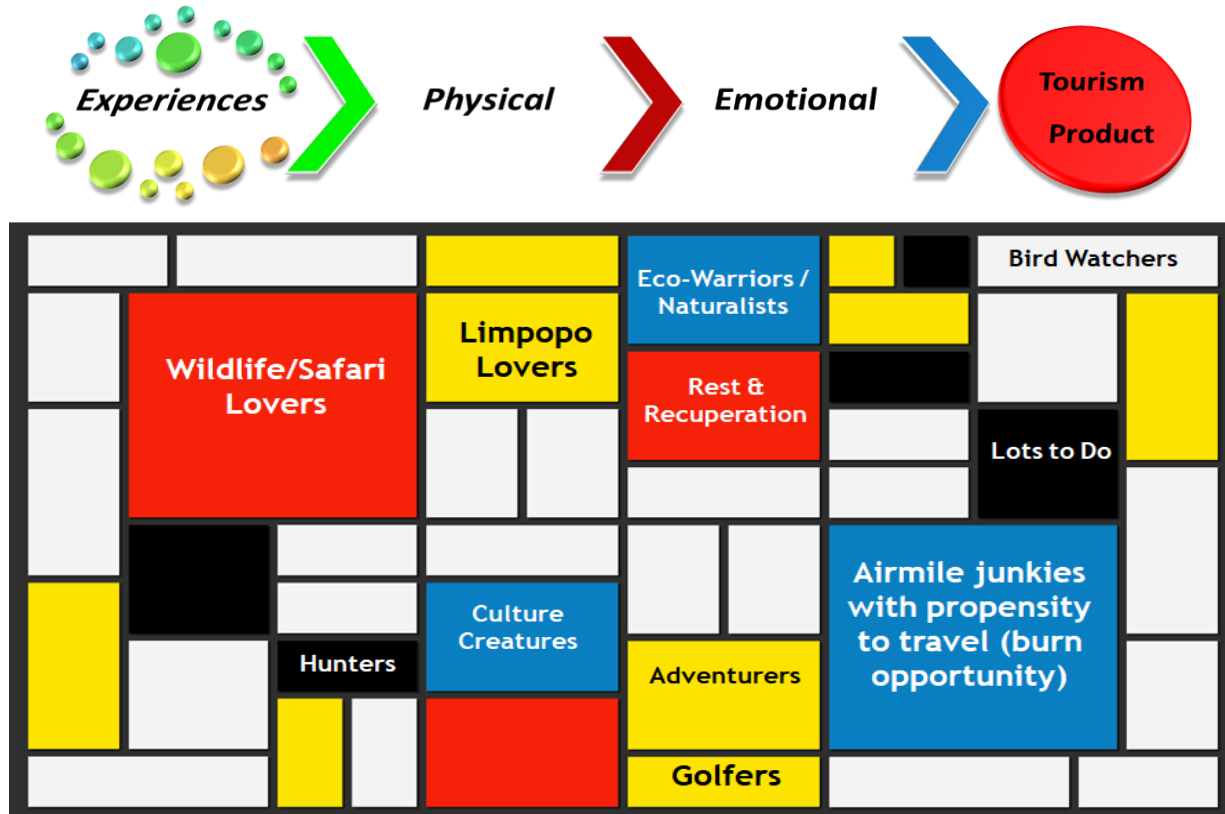 Experiences
Physical
Emotional
Tourism
Product
Bird Watchers
Eco-Warriors /
Naturalists
Limpopo
Lovers
Wildlife/Safari
Lovers
Rest &
Recuperation
Lots to Do
Airmile junkies
with propensity
to travel (burn
opportunity)
Culture
Creatures
Hunters
Adventurers
Golfers